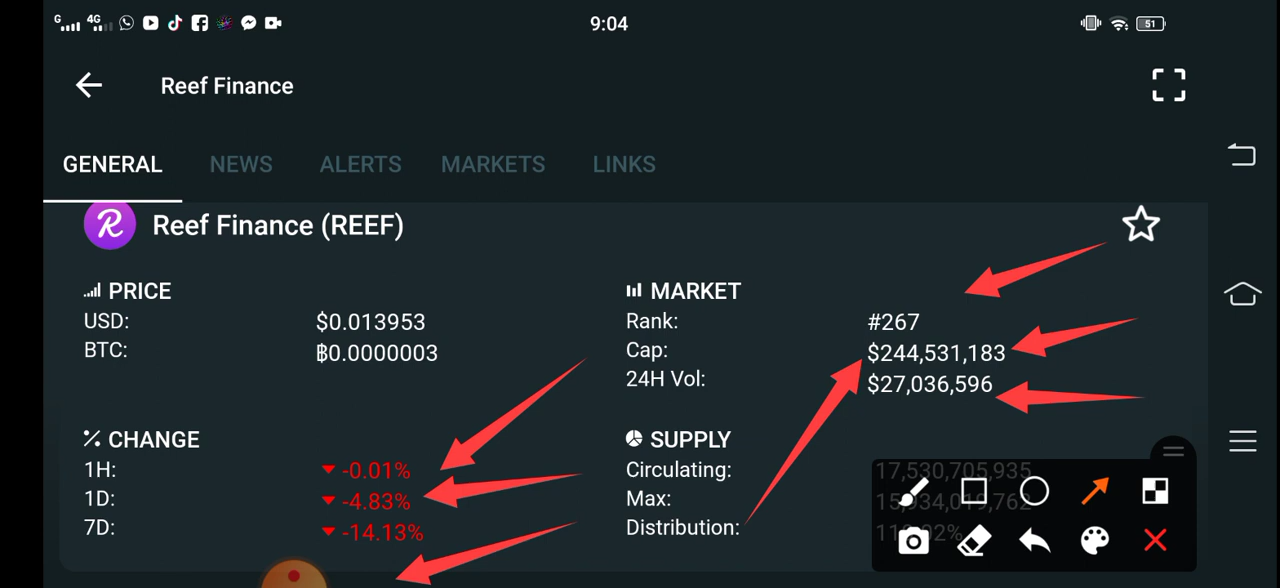 G 4G 9:04 51
Reef Finance
GENERAL NEWS ALERTS MARKETS LINKS
Reef Finance (REEF)
PRICE
USD: $0.013953
BTC: ฿0.0000003
MARKET
Rank: #267
Cap: $244,531,183
24H Vol: $27,036,596
CHANGE
1H: -0.01%
1D: -4.83%
7D: -14.13%
SUPPLY
Circulating: 17,530,705,935
Max:
Distribution: